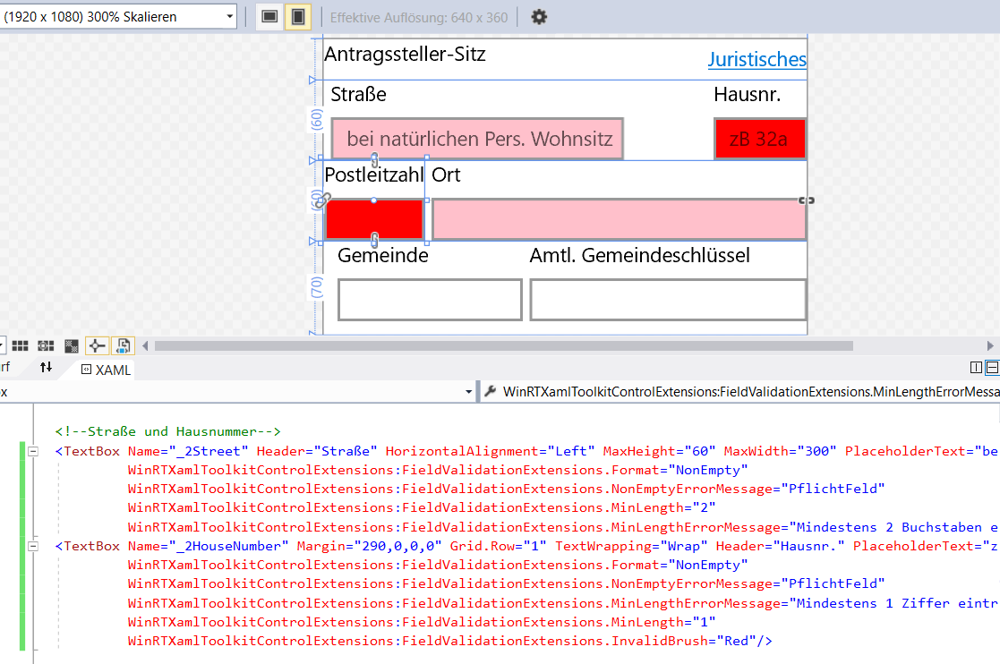 (1920 x 1080) 300% Skalieren
Effektive Auflösung: 640 x 360
Antragssteller-Sitz
Juristisches
Straße
Hausnr.
(60)
bei natürlichen Pers. Wohnsitz
zB 32a
Postleitzahl
Ort
(60)
Gemeinde
Amtl. Gemeindeschlüssel
(70)
rf
XAML
ox
WinRTXamlToolkitControlExtensions:FieldValidationExtensions.MinLengthErrorMessa
<!--Straße und Hausnummer-->
<TextBox Name="_2Street" Header="Straße" HorizontalAlignment="Left" MaxHeight="60" MaxWidth="300" PlaceholderText="be
WinRTXamlToolkitControlExtensions:FieldValidationExtensions.Format="NonEmpty"
WinRTXamlToolkitControlExtensions:FieldValidationExtensions.NonEmptyErrorMessage="PflichtFeld"
WinRTXamlToolkitControlExtensions:FieldValidationExtensions.MinLength="2"
WinRTXamlToolkitControlExtensions:FieldValidationExtensions.MinLengthErrorMessage="Mindestens 2 Buchstaben e
<TextBox Name="_2HouseNumber" Margin="290,0,0,0" Grid.Row="1" TextWrapping="Wrap" Header="Hausnr." PlaceholderText="z
WinRTXamlToolkitControlExtensions:FieldValidationExtensions.Format="NonEmpty"
WinRTXamlToolkitControlExtensions:FieldValidationExtensions.NonEmptyErrorMessage="PflichtFeld"
WinRTXamlToolkitControlExtensions:FieldValidationExtensions.MinLengthErrorMessage="Mindestens 1 Ziffer eintr
WinRTXamlToolkitControlExtensions:FieldValidationExtensions.MinLength="1"
WinRTXamlToolkitControlExtensions:FieldValidationExtensions.InvalidBrush="Red"/>